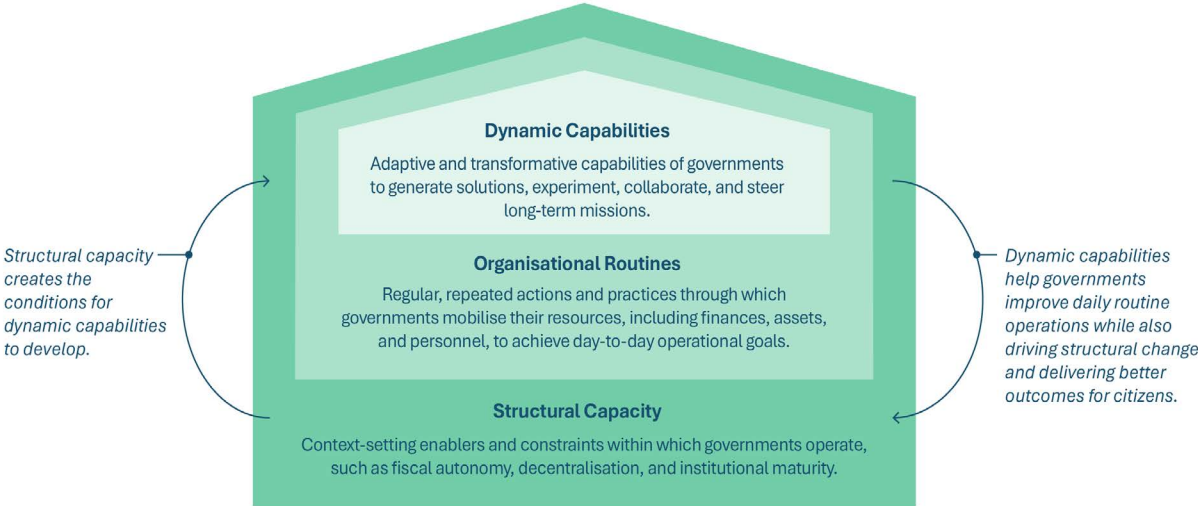 Dynamic Capabilities
Adaptive and transformative capabilities of governments
to generate solutions, experiment, collaborate, and steer
long-term missions.
Organisational Routines
Regular, repeated actions and practices through which
governments mobilise their resources, including finances, assets,
and personnel, to achieve day-to-day operational goals.
Structural Capacity
Context-setting enablers and constraints within which governments operate,
such as fiscal autonomy, decentralisation, and institutional maturity.
Structural capacity
creates the
conditions for
dynamic capabilities
to develop.
Dynamic capabilities
help governments
improve daily routine
operations while also
driving structural change
and delivering better
outcomes for citizens.